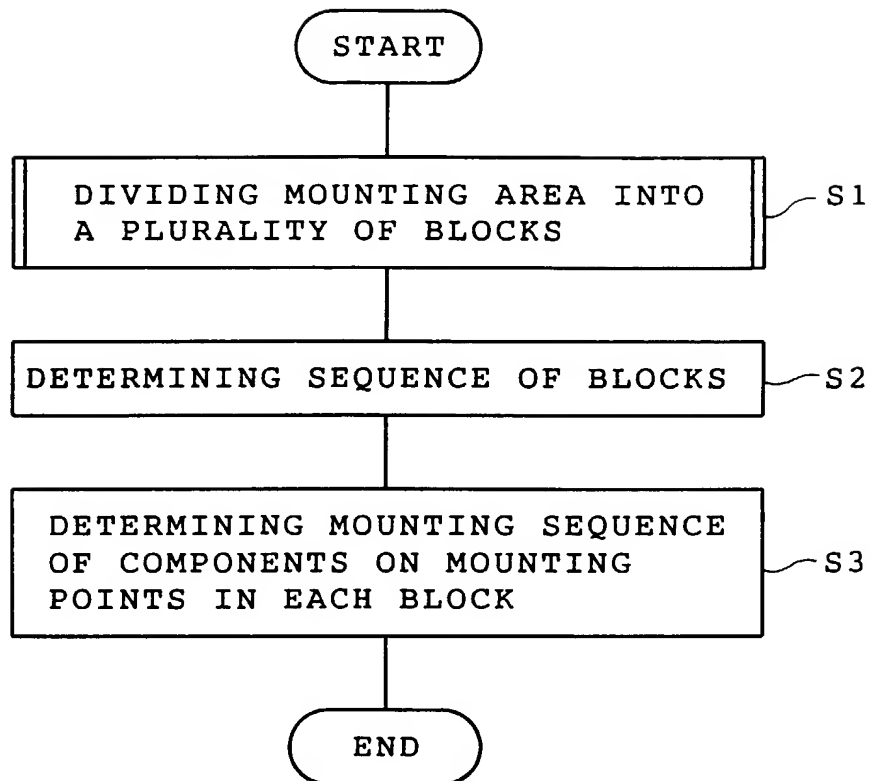 START
DIVIDING MOUNTING AREA INTO
A PLURALITY OF BLOCKS
S1
DETERMINING SEQUENCE OF BLOCKS
S2
DETERMINING MOUNTING SEQUENCE
OF COMPONENTS ON MOUNTING
POINTS IN EACH BLOCK
S3
END